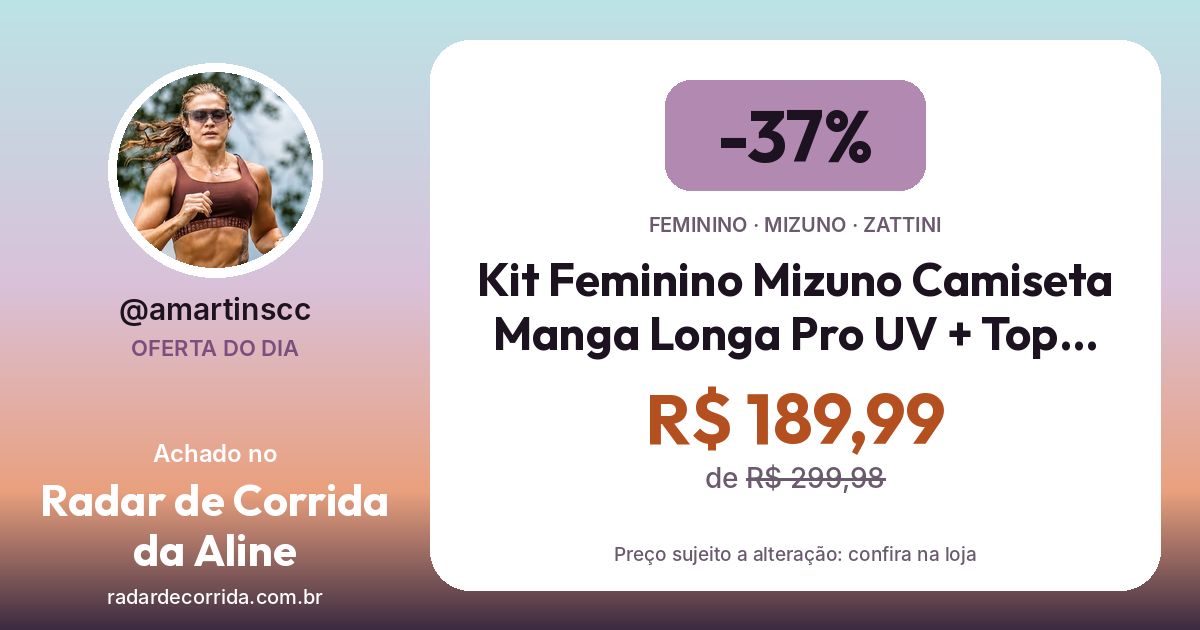 @amartinscc
OFERTA DO DIA
Achado no
Radar de Corrida
da Aline
radardecorrida.com.br
-37%
FEMININO · MIZUNO · ZATTINI
Kit Feminino Mizuno Camiseta
Manga Longa Pro UV + Top...
R$ 189,99
de R$ 299,98
Preço sujeito a alteração: confira na loja